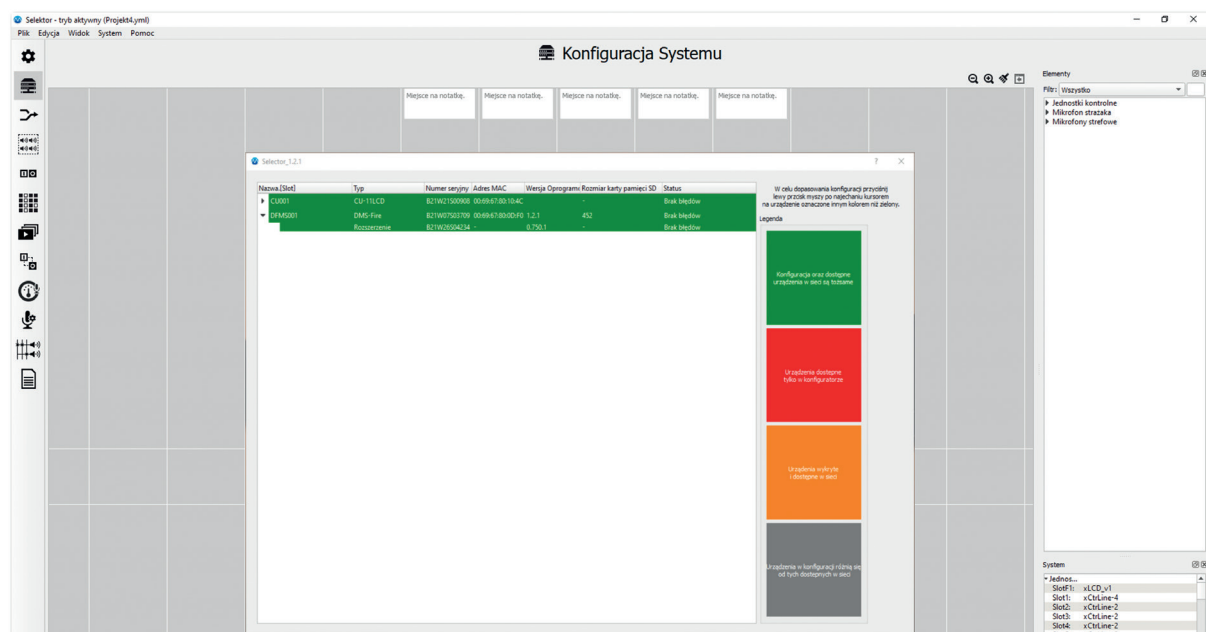 Selektor - tryb aktywny (Projekt4.yml)
Plik Edycja Widok System Pomoc
Konfiguracja Systemu
Miejsce na notatkę. Miejsce na notatkę. Miejsce na notatkę. Miejsce na notatkę. Miejsce na notatkę.
Elementy
Filtr: Wszystko
Jednostki kontrolne
Mikrofon strażaka
Mikrofony strefowe
Selector_1.2.1
Nazwa.[Slot] Typ Numer seryjny Adres MAC Wersja Oprogramo Rozmiar karty pamięci SD Status
CU001 CU-11LCD B21W21S00908 00:69:67:80:10:4C - Brak błędów
DFMS001 DMS-Fire B21W07S03709 00:69:67:80:0D:F0 1.2.1 452 Brak błędów
Rozszerzenie B21W26S04234 - 0.750.1 - Brak błędów
W celu dopasowania konfiguracji przyciśnij
lewy przcisk myszy po najechaniu kursorem
na urządzenie oznaczone innym kolorem niż zielony.
Legenda
Konfiguracja oraz dostępne
urządzenia w sieci są tożsame
Urządzenia dostępne
tylko w konfiguratorze
Urządzenia wykryte
i dostępne w sieci
Urządzenia w konfiguracji różnią się
od tych dostępnych w sieci
System
Jednos...
SlotF1: xLCD_v1
Slot1: xCtrLine-4
Slot2: xCtrLine-2
Slot3: xCtrLine-2
Slot4: xCtrLine-2